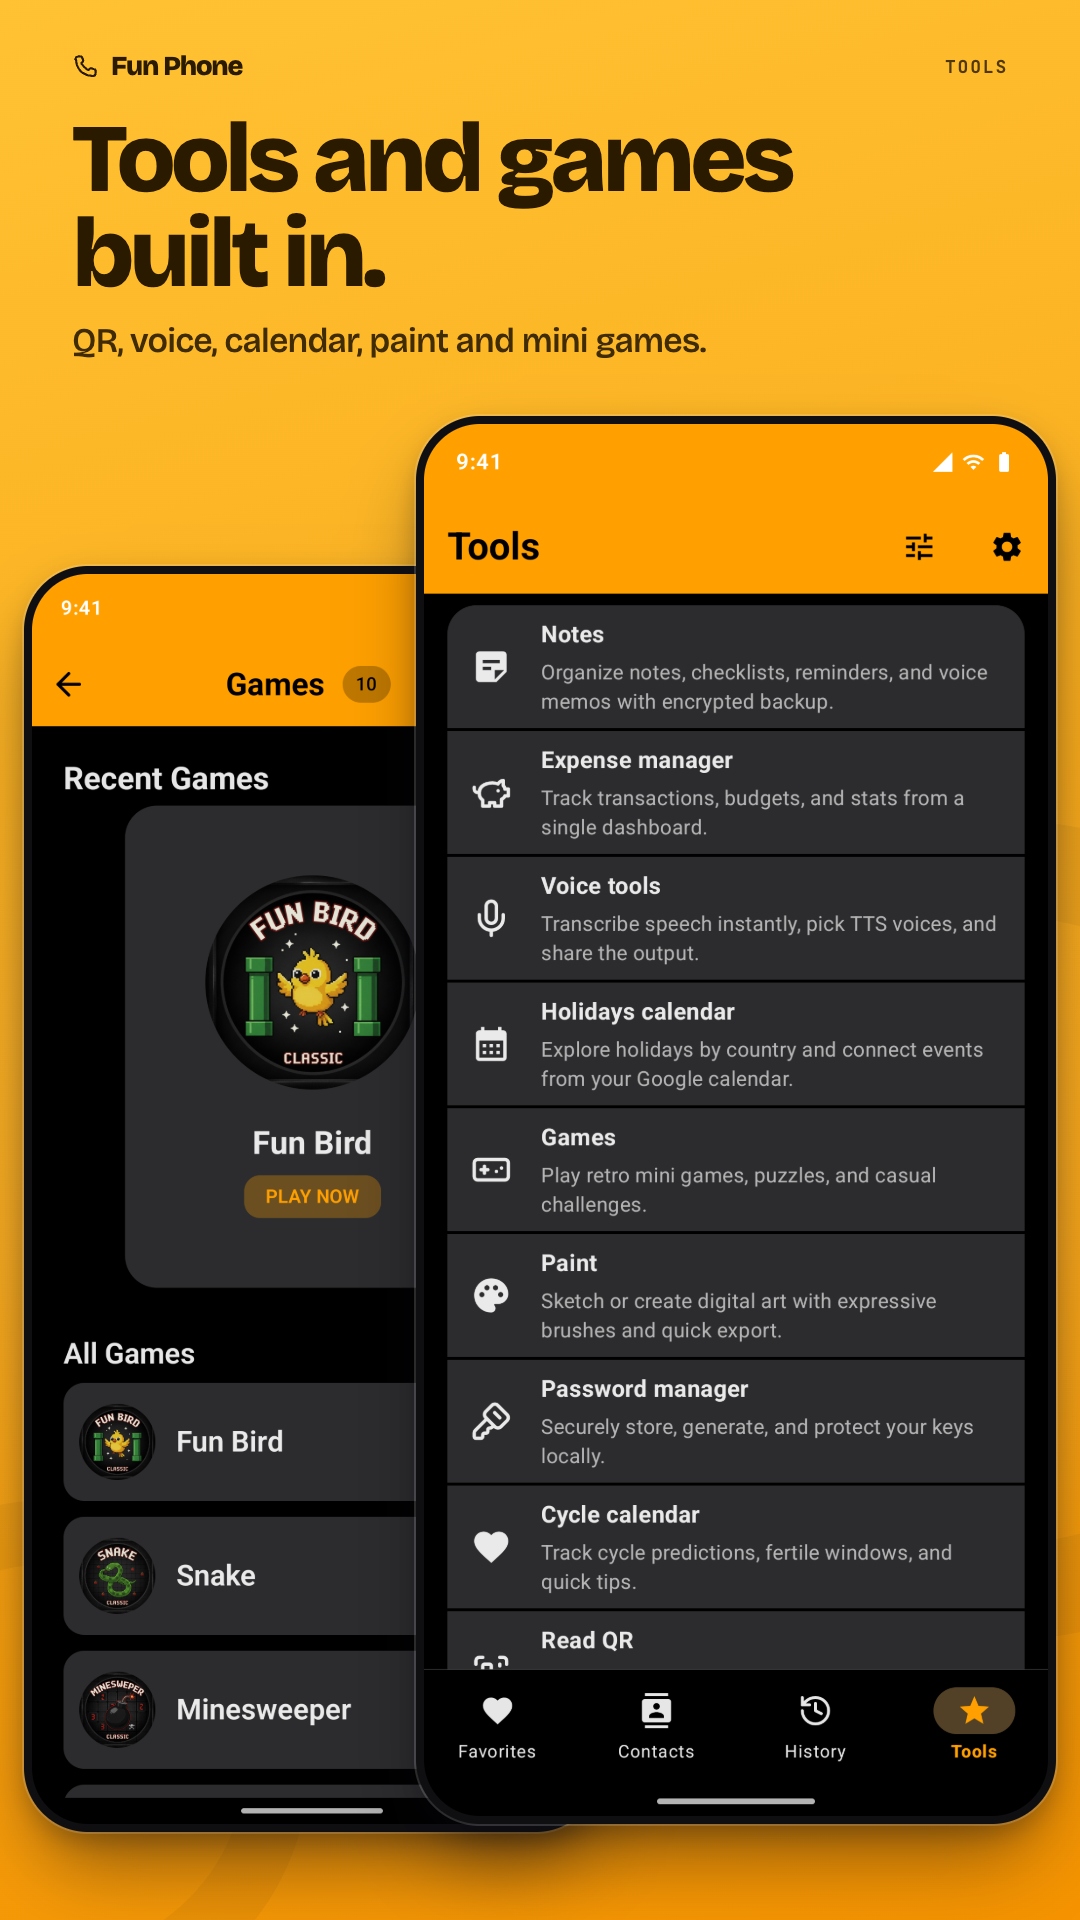 Fun Phone
TOOLS
Tools and games
built in.
QR, voice, calendar, paint and mini games.
9:41
Games 10
Recent Games
FUN BIRD
CLASSIC
Fun Bird
PLAY NOW
All Games
FUN BIRD
CLASSIC
Fun Bird
SNAKE
CLASSIC
Snake
MINESWEEPER
CLASSIC
Minesweeper
9:41
Tools
Notes
Organize notes, checklists, reminders, and voice
memos with encrypted backup.
Expense manager
Track transactions, budgets, and stats from a
single dashboard.
Voice tools
Transcribe speech instantly, pick TTS voices, and
share the output.
Holidays calendar
Explore holidays by country and connect events
from your Google calendar.
Games
Play retro mini games, puzzles, and casual
challenges.
Paint
Sketch or create digital art with expressive
brushes and quick export.
Password manager
Securely store, generate, and protect your keys
locally.
Cycle calendar
Track cycle predictions, fertile windows, and
quick tips.
Read QR
Favorites
Contacts
History
Tools